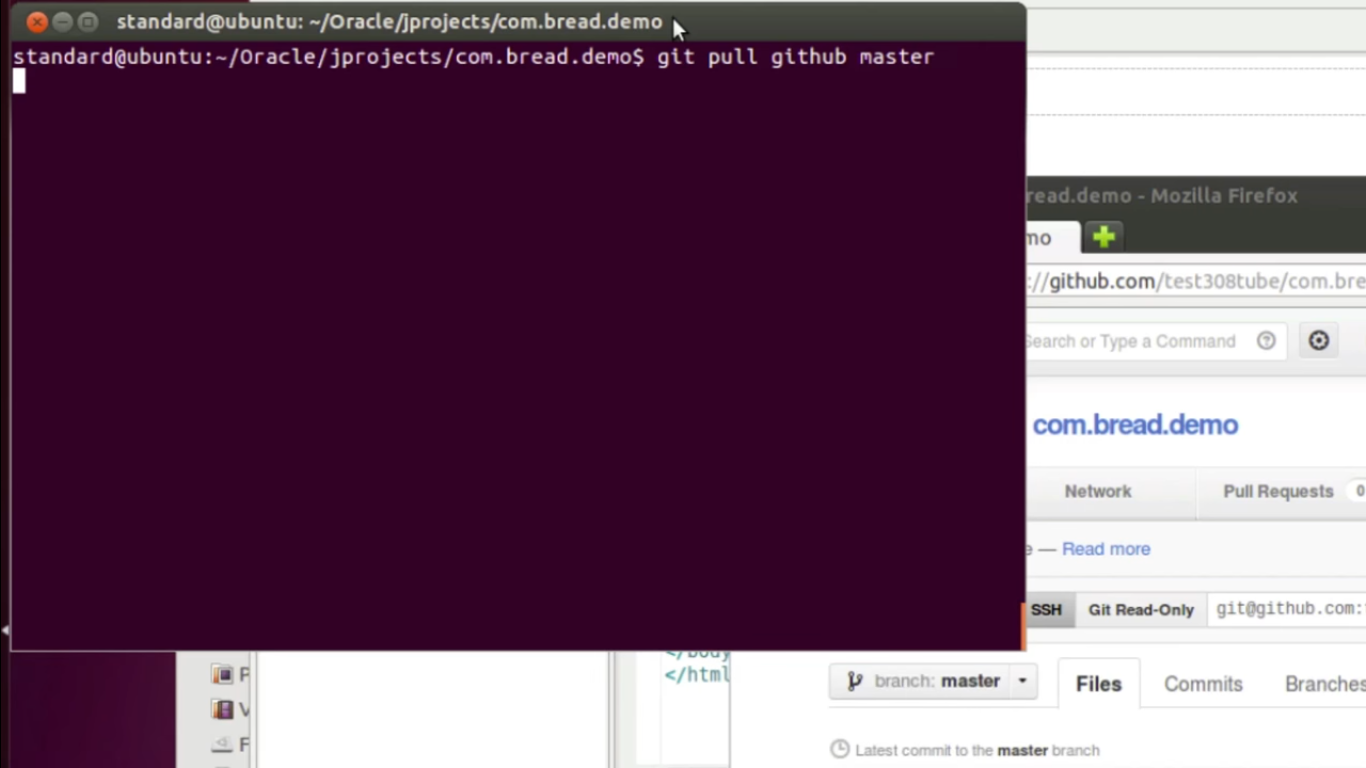 standard@ubuntu: ~/Oracle/jprojects/com.bread.demo
standard@ubuntu:~/Oracle/jprojects/com.bread.demo$ git pull github master
read.demo - Mozilla Firefox
mo
://github.com/test308tube/com.bre
Search or Type a Command
com.bread.demo
Network Pull Requests 0
e — Read more
SSH Git Read-Only git@github.com:
</body
</html
P
V
F
branch: master Files Commits Branches
Latest commit to the master branch